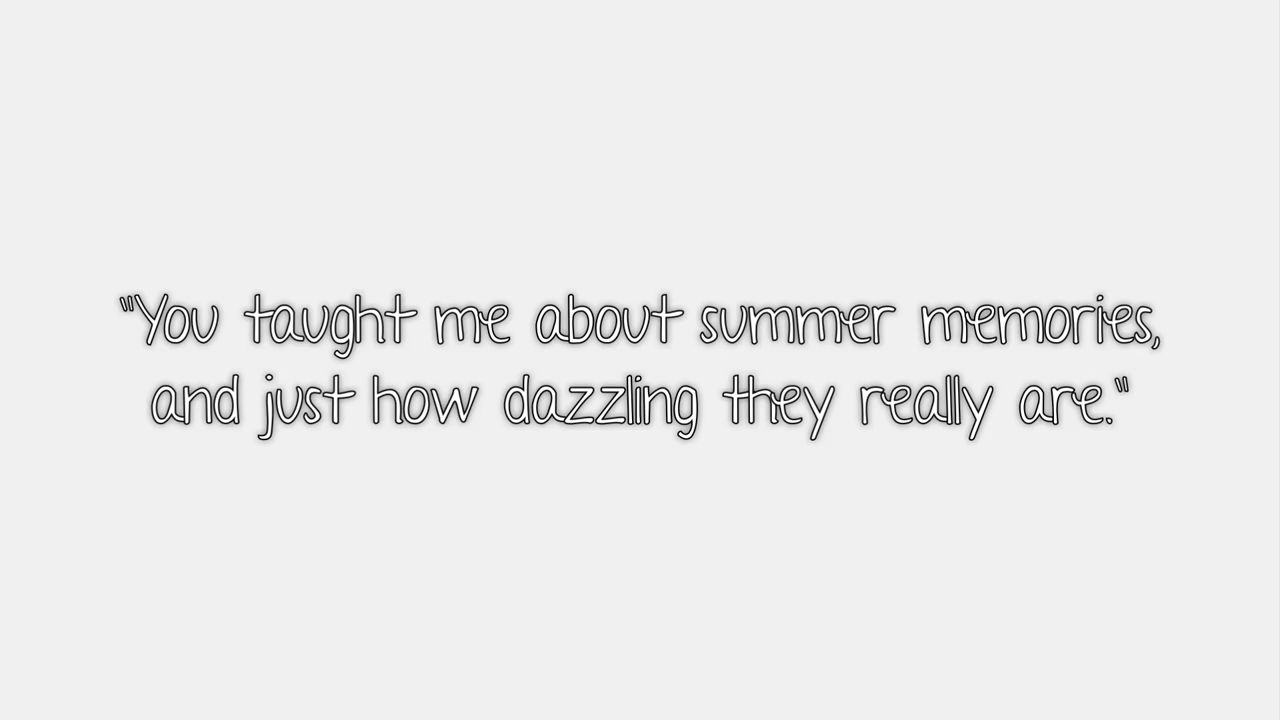 "You taught me about summer memories,
and just how dazzling they really are."